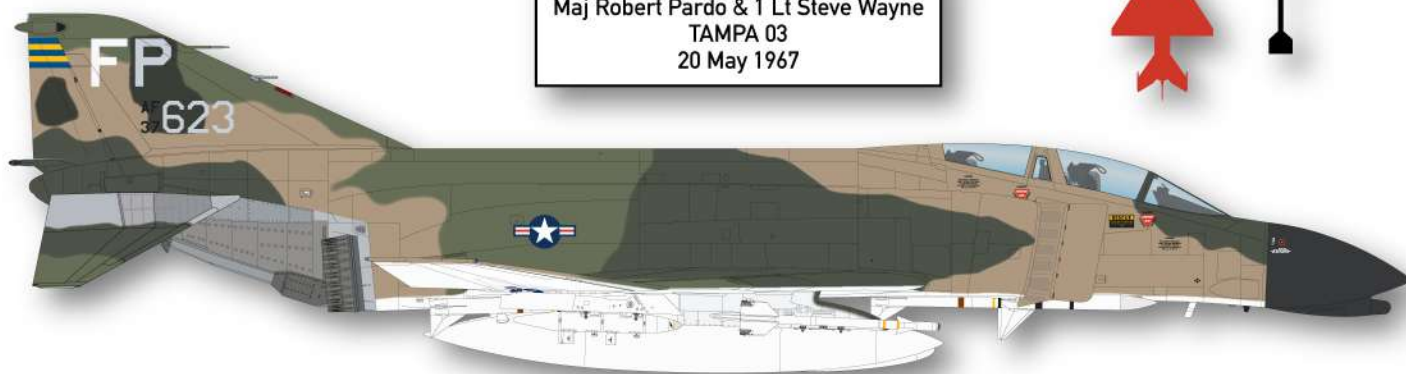 Maj Robert Pardo & 1 Lt Steve Wayne
TAMPA 03
20 May 1967
FP
AF
37
623